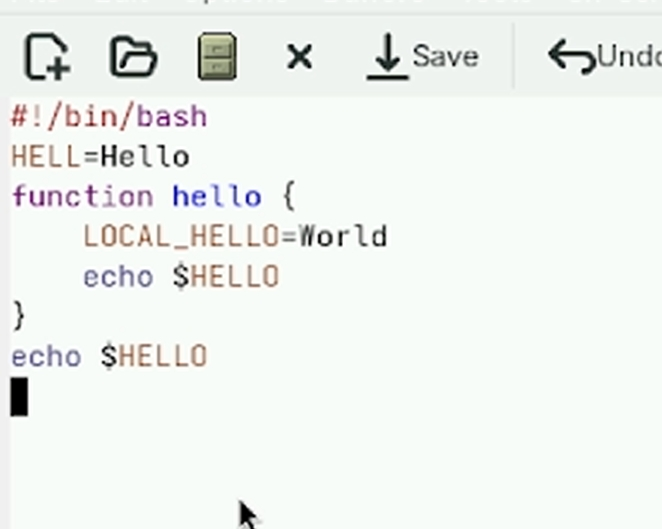 Save Undo
#!/bin/bash
HELL=Hello
function hello {
    LOCAL_HELLO=World
    echo $HELLO
}
echo $HELLO